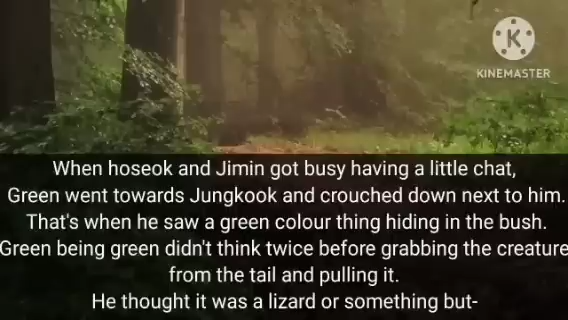 KINEMASTER
When hoseok and Jimin got busy having a little chat,
Green went towards Jungkook and crouched down next to him.
That's when he saw a green colour thing hiding in the bush.
Green being green didn't think twice before grabbing the creature
from the tail and pulling it.
He thought it was a lizard or something but-